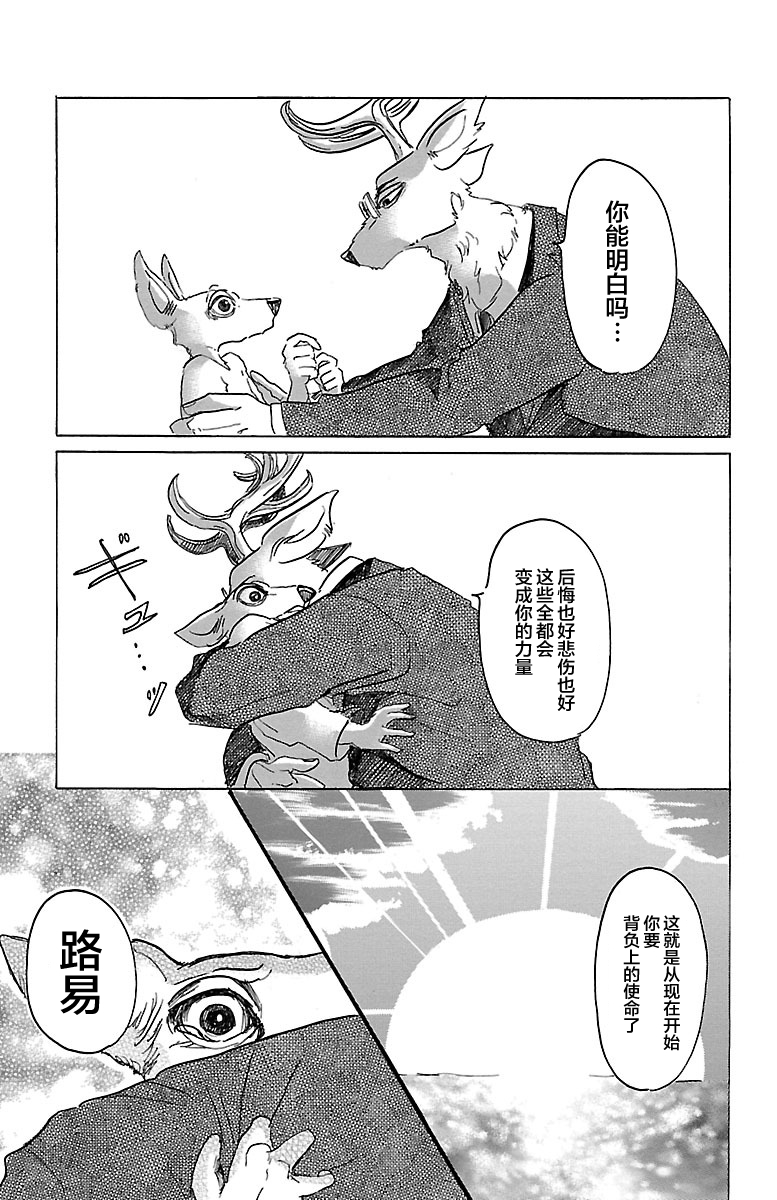 你能明白吗…
后悔也好悲伤也好
这些全都会
变成你的力量
ギュ…ッ
这就是从现在开始
你要
背负上的使命了
路易